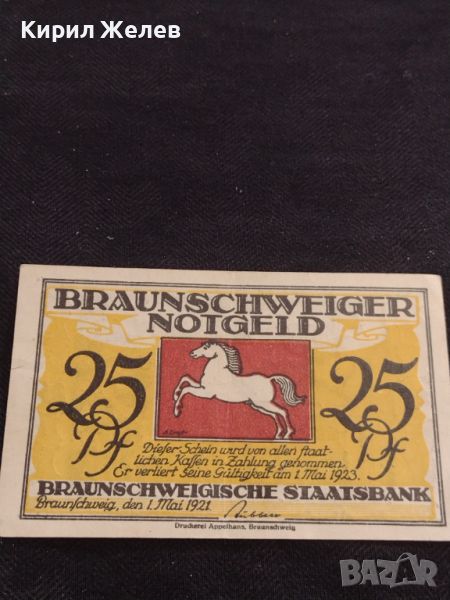 Кирил Желев
BRAUNSCHWEIGER
NOTGELD
25 Pf
25 Pf
Dieser Schein wird von allen staat-
lichen Kassen in Zahlung genommen
Er verliert seine Gültigkeit am 1. Mai 1923.
BRAUNSCHWEIGISCHE STAATSBANK
Braunschweig, den 1. Mai 1921.
Druckerei Appelhans, Braunschweig
BAZAR